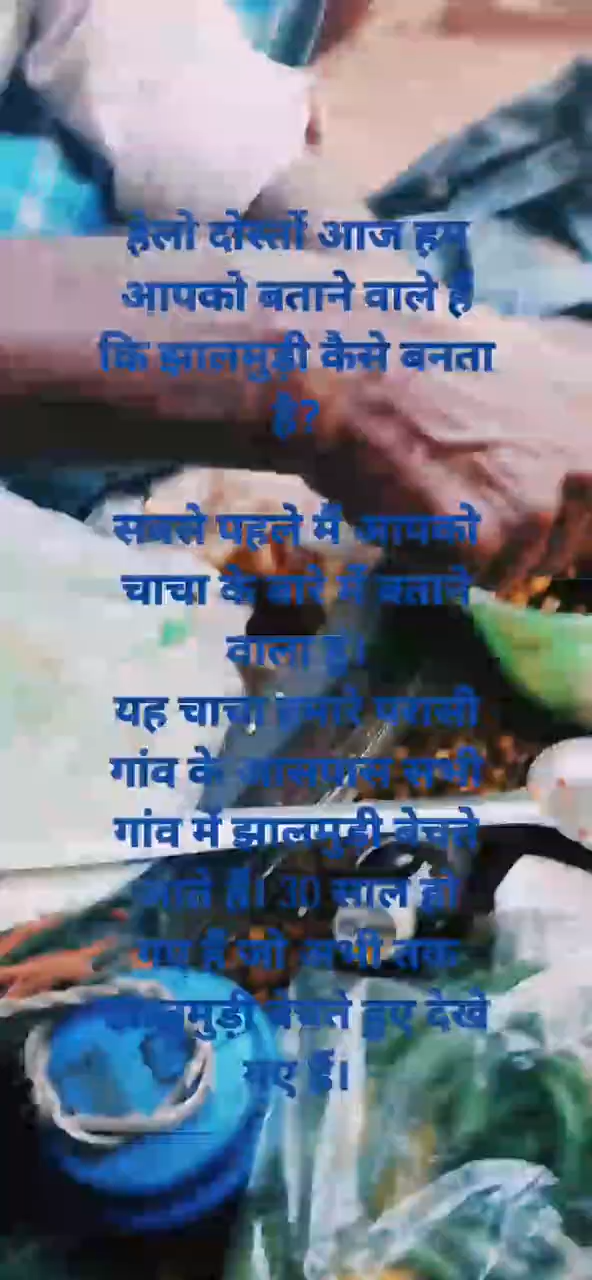 हेलो दोस्तों आज हम
आपको बताने वाले हैं
कि झालमुड़ी कैसे बनता
है?
सबसे पहले मैं आपको
चाचा के बारे में बताने
वाला हूं।
यह चाचा हमारे परासी
गांव के आसपास सभी
गांव में झालमुड़ी बेचते
आते हैं। 30 साल हो
गए हैं जो अभी तक
झालमुड़ी बेचते हुए देखे
गए हैं।